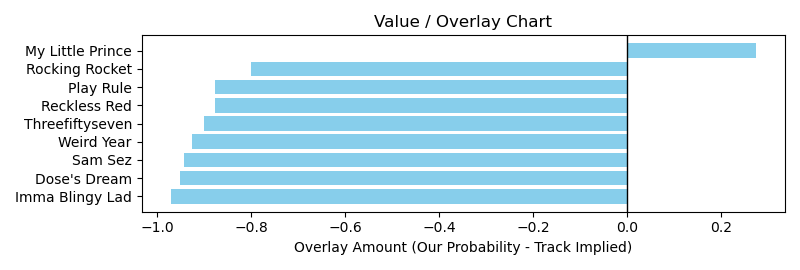 Value / Overlay Chart
My Little Prince
Rocking Rocket
Play Rule
Reckless Red
Threefiftyseven
Weird Year
Sam Sez
Dose's Dream
Imma Blingy Lad
−1.0 −0.8 −0.6 −0.4 −0.2 0.0 0.2
Overlay Amount (Our Probability - Track Implied)